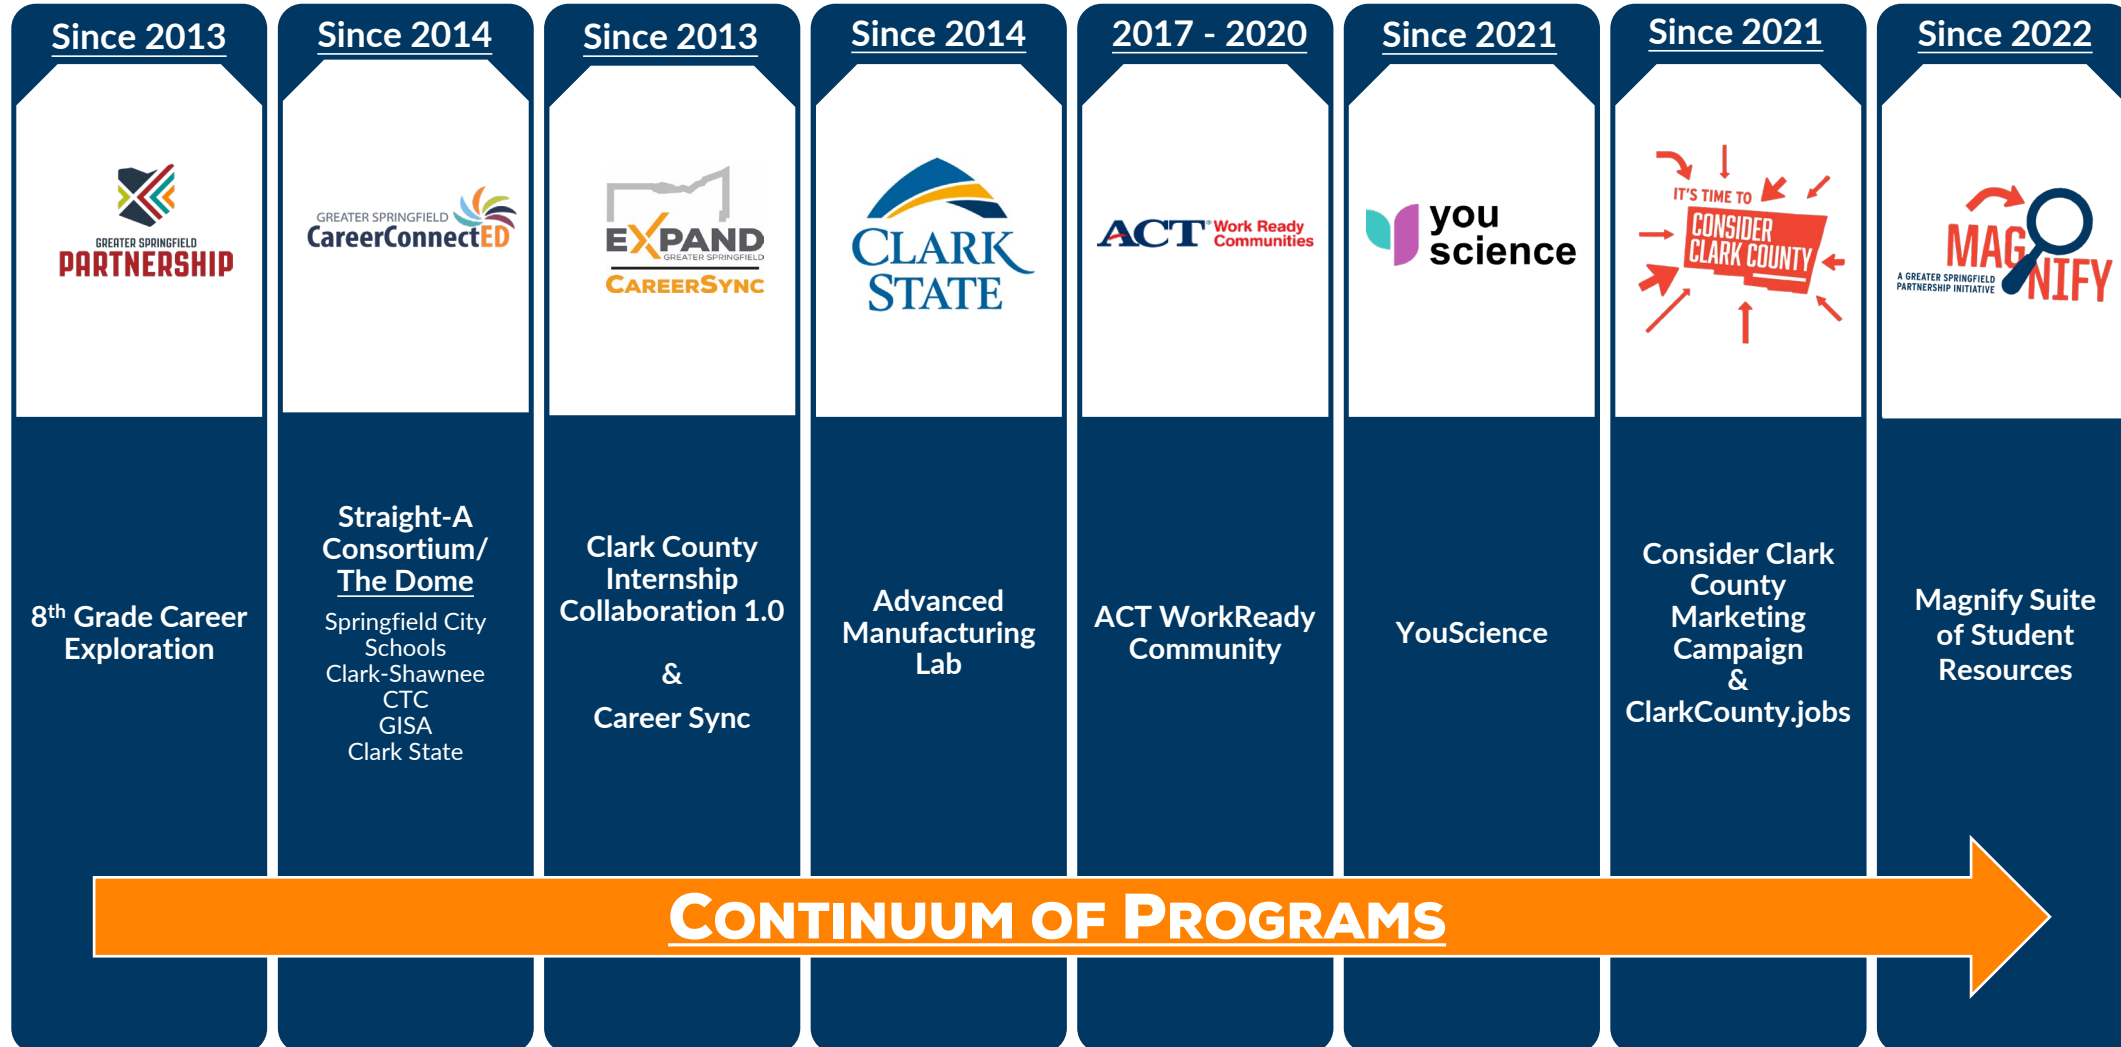 Since 2013
GREATER SPRINGFIELD
PARTNERSHIP
8th Grade Career
Exploration
Since 2014
GREATER SPRINGFIELD
CareerConnectED
Straight-A
Consortium/
The Dome
Springfield City
Schools
Clark-Shawnee
CTC
GISA
Clark State
Since 2013
EXPAND
GREATER SPRINGFIELD
CAREERSYNC
Clark County
Internship
Collaboration 1.0
&
Career Sync
Since 2014
CLARK
STATE
Advanced
Manufacturing
Lab
2017 - 2020
ACT® Work Ready
Communities
ACT WorkReady
Community
Since 2021
you
science
YouScience
Since 2021
IT'S TIME TO
CONSIDER
CLARK COUNTY
Consider Clark
County
Marketing
Campaign
&
ClarkCounty.jobs
Since 2022
MAGNIFY
A GREATER SPRINGFIELD
PARTNERSHIP INITIATIVE
Magnify Suite
of Student
Resources
CONTINUUM OF PROGRAMS